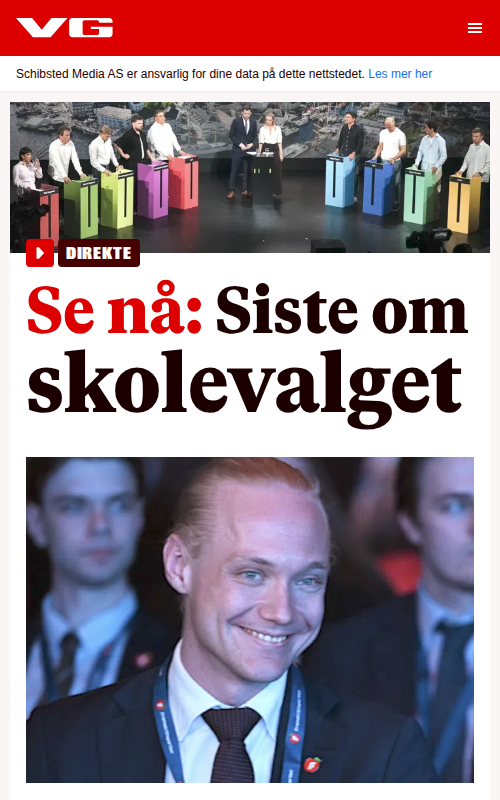 VG
Schibsted Media AS er ansvarlig for dine data på dette nettstedet. Les mer her
DIREKTE
Se nå: Siste om
skolevalget